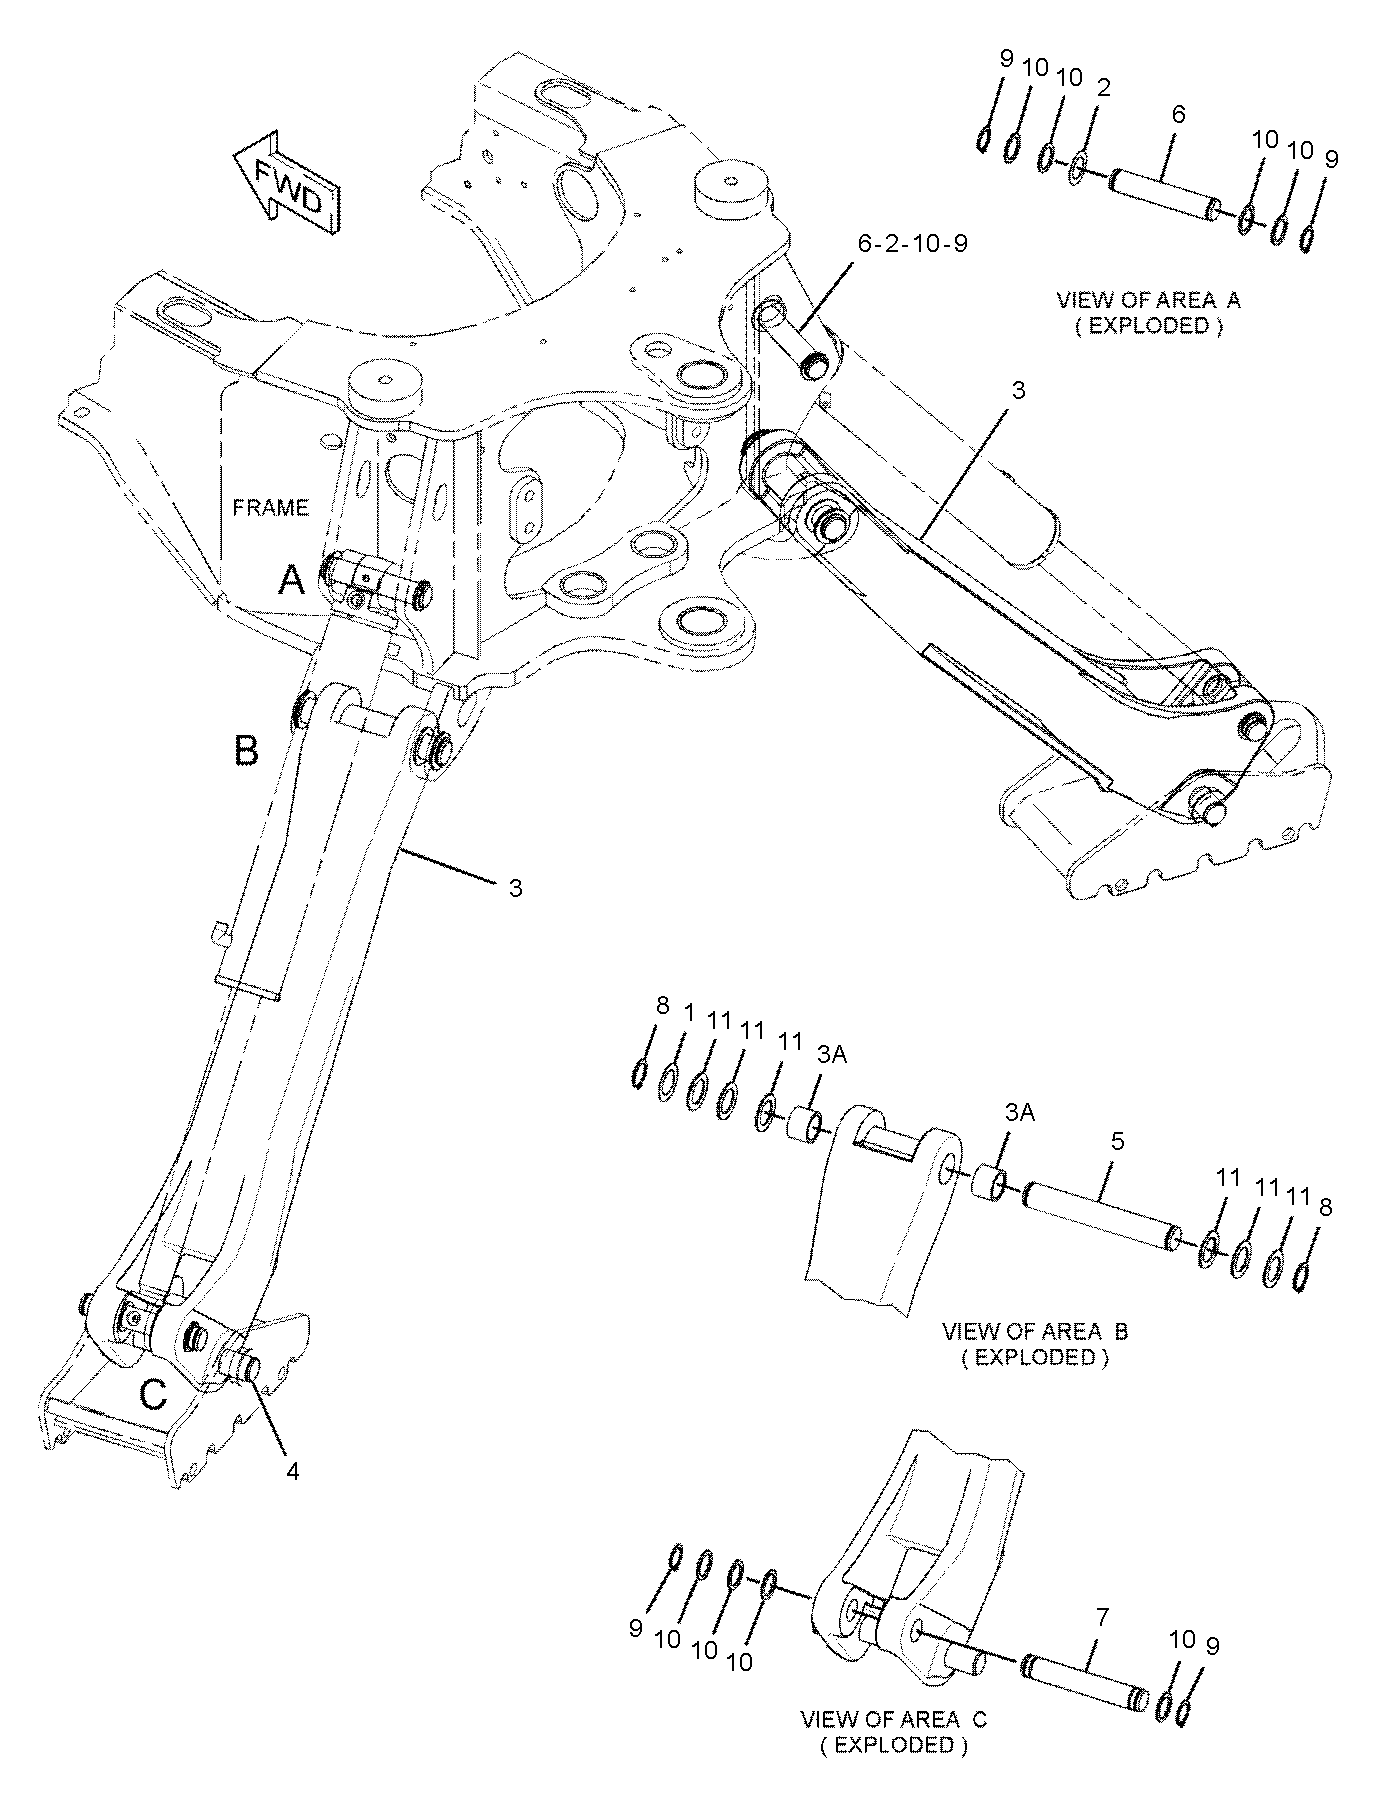 9 10 10 2 6 10 10 9
VIEW OF AREA A
( EXPLODED )
FWD
6-2-10-9
3
FRAME
A
B
3
8 1 11 11 11 3A 3A 5 11 11 11 8
VIEW OF AREA B
( EXPLODED )
C
4
9 10 10 10 7 10 9
VIEW OF AREA C
( EXPLODED )